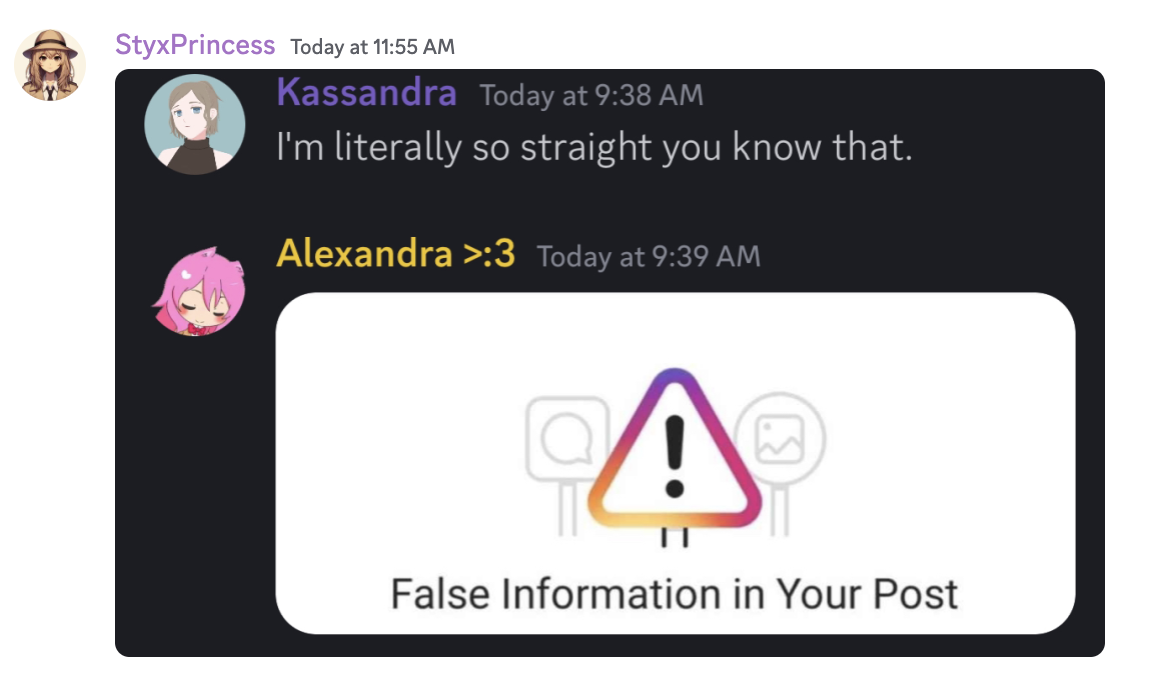 StyxPrincess Today at 11:55 AM
Kassandra Today at 9:38 AM
I'm literally so straight you know that.
Alexandra >:3 Today at 9:39 AM
False Information in Your Post